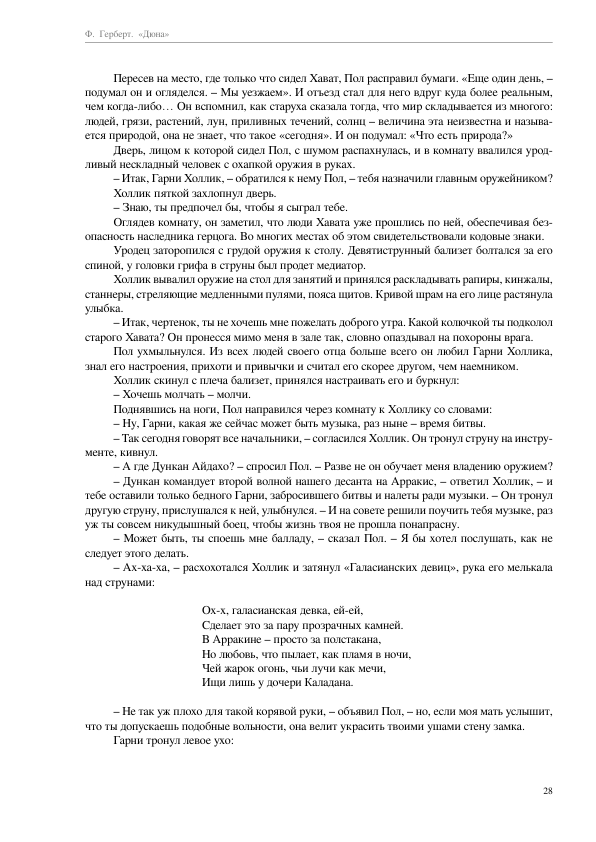 Ф. Герберт. «Дюна»
Пересев на место, где только что сидел Хават, Пол расправил бумаги. «Еще один день, –
подумал он и огляделся. – Мы уезжаем». И отъезд стал для него вдруг куда более реальным,
чем когда-либо… Он вспомнил, как старуха сказала тогда, что мир складывается из многого:
людей, грязи, растений, лун, приливных течений, солнц – величина эта неизвестна и называ-
ется природой, она не знает, что такое «сегодня». И он подумал: «Что есть природа?»
Дверь, лицом к которой сидел Пол, с шумом распахнулась, и в комнату ввалился урод-
ливый нескладный человек с охапкой оружия в руках.
– Итак, Гарни Холлик, – обратился к нему Пол, – тебя назначили главным оружейником?
Холлик пяткой захлопнул дверь.
– Знаю, ты предпочел бы, чтобы я сыграл тебе.
Оглядев комнату, он заметил, что люди Хавата уже прошлись по ней, обеспечивая без-
опасность наследника герцога. Во многих местах об этом свидетельствовали кодовые знаки.
Уродец заторопился с грудой оружия к столу. Девятиструнный бализет болтался за его
спиной, у головки грифа в струны был продет медиатор.
Холлик вывалил оружие на стол для занятий и принялся раскладывать рапиры, кинжалы,
станнеры, стреляющие медленными пулями, пояса щитов. Кривой шрам на его лице растянула
улыбка.
– Итак, чертенок, ты не хочешь мне пожелать доброго утра. Какой колючкой ты подколол
старого Хавата? Он пронесся мимо меня в зале так, словно опаздывал на похороны врага.
Пол ухмыльнулся. Из всех людей своего отца больше всего он любил Гарни Холлика,
знал его настроения, прихоти и привычки и считал его скорее другом, чем наемником.
Холлик скинул с плеча бализет, принялся настраивать его и буркнул:
– Хочешь молчать – молчи.
Поднявшись на ноги, Пол направился через комнату к Холлику со словами:
– Ну, Гарни, какая же сейчас может быть музыка, раз ныне – время битвы.
– Так сегодня говорят все начальники, – согласился Холлик. Он тронул струну на инстру-
менте, кивнул.
– А где Дункан Айдахо? – спросил Пол. – Разве не он обучает меня владению оружием?
– Дункан командует второй волной нашего десанта на Арракис, – ответил Холлик, – и
тебе оставили только бедного Гарни, забросившего битвы и налеты ради музыки. – Он тронул
другую струну, прислушался к ней, улыбнулся. – И на совете решили поучить тебя музыке, раз
уж ты совсем никудышный боец, чтобы жизнь твоя не прошла понапрасну.
– Может быть, ты споешь мне балладу, – сказал Пол. – Я бы хотел послушать, как не
следует этого делать.
– Ах-ха-ха, – расхохотался Холлик и затянул «Галасианских девиц», рука его мелькала
над струнами:
Ох-х, галасианская девка, ей-ей,
Сделает это за пару прозрачных камней.
В Арракине – просто за полстакана,
Но любовь, что пылает, как пламя в ночи,
Чей жарок огонь, чьи лучи как мечи,
Ищи лишь у дочери Каладана.
– Не так уж плохо для такой корявой руки, – объявил Пол, – но, если моя мать услышит,
что ты допускаешь подобные вольности, она велит украсить твоими ушами стену замка.
Гарни тронул левое ухо:
28